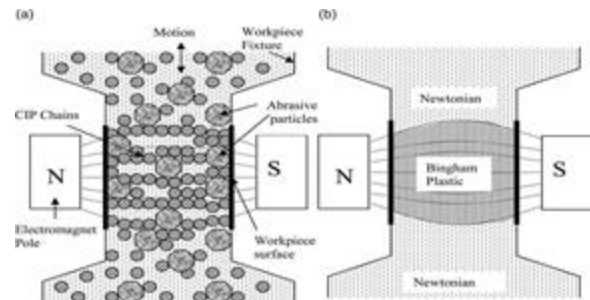 (a)
Motion
Workpiece
Fixture
CIP Chains
Abrasive
particles
N
S
Electromagnet
Pole
Workpiece
surface
(b)
Newtonian
N
Bingham
Plastic
S
Newtonian